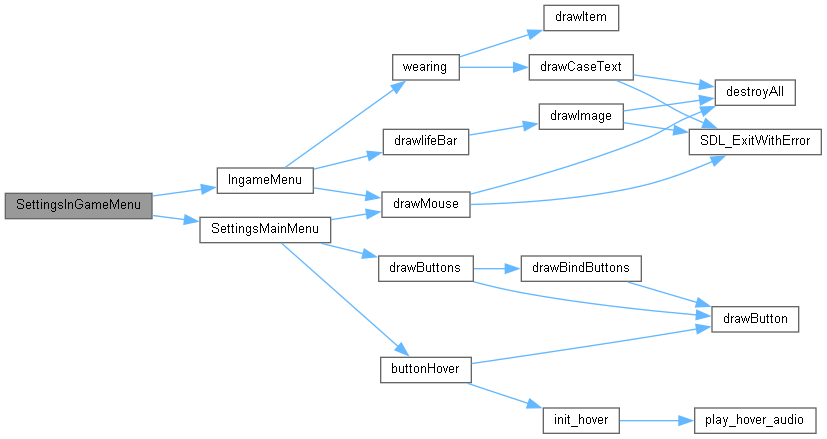 SettingsInGameMenu
IngameMenu
wearing
drawItem
drawCaseText
destroyAll
SDL_ExitWithError
drawlifeBar
drawImage
drawMouse
SettingsMainMenu
drawButtons
drawBindButtons
drawButton
buttonHover
init_hover
play_hover_audio